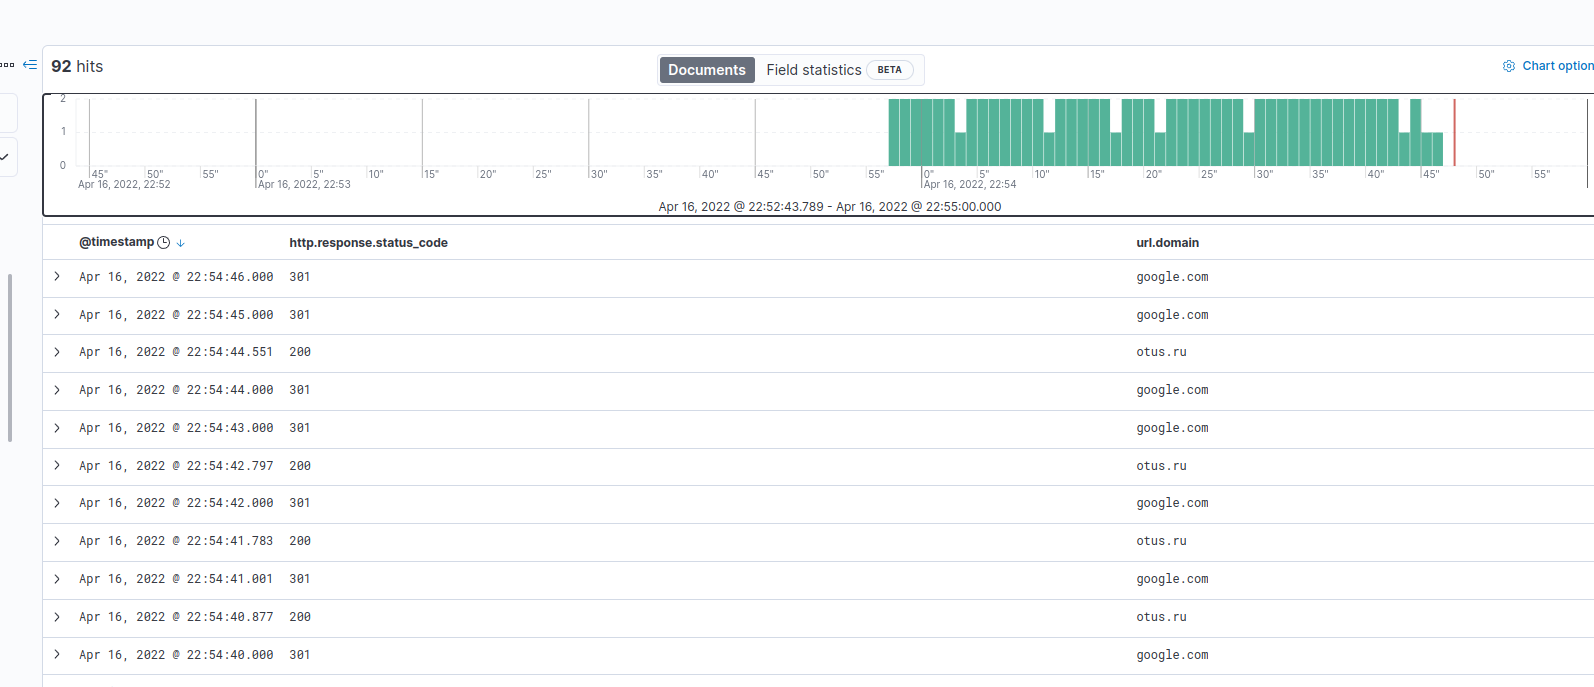 92 hits
Documents Field statistics BETA
Chart option
2
1
0
45" 50" 55" 0" 5" 10" 15" 20" 25" 30" 35" 40" 45" 50" 55" 0" 5" 10" 15" 20" 25" 30" 35" 40" 45" 50" 55"
Apr 16, 2022, 22:52 Apr 16, 2022, 22:53 Apr 16, 2022, 22:54
Apr 16, 2022 @ 22:52:43.789 - Apr 16, 2022 @ 22:55:00.000
@timestamp http.response.status_code url.domain
Apr 16, 2022 @ 22:54:46.000 301 google.com
Apr 16, 2022 @ 22:54:45.000 301 google.com
Apr 16, 2022 @ 22:54:44.551 200 otus.ru
Apr 16, 2022 @ 22:54:44.000 301 google.com
Apr 16, 2022 @ 22:54:43.000 301 google.com
Apr 16, 2022 @ 22:54:42.797 200 otus.ru
Apr 16, 2022 @ 22:54:42.000 301 google.com
Apr 16, 2022 @ 22:54:41.783 200 otus.ru
Apr 16, 2022 @ 22:54:41.001 301 google.com
Apr 16, 2022 @ 22:54:40.877 200 otus.ru
Apr 16, 2022 @ 22:54:40.000 301 google.com